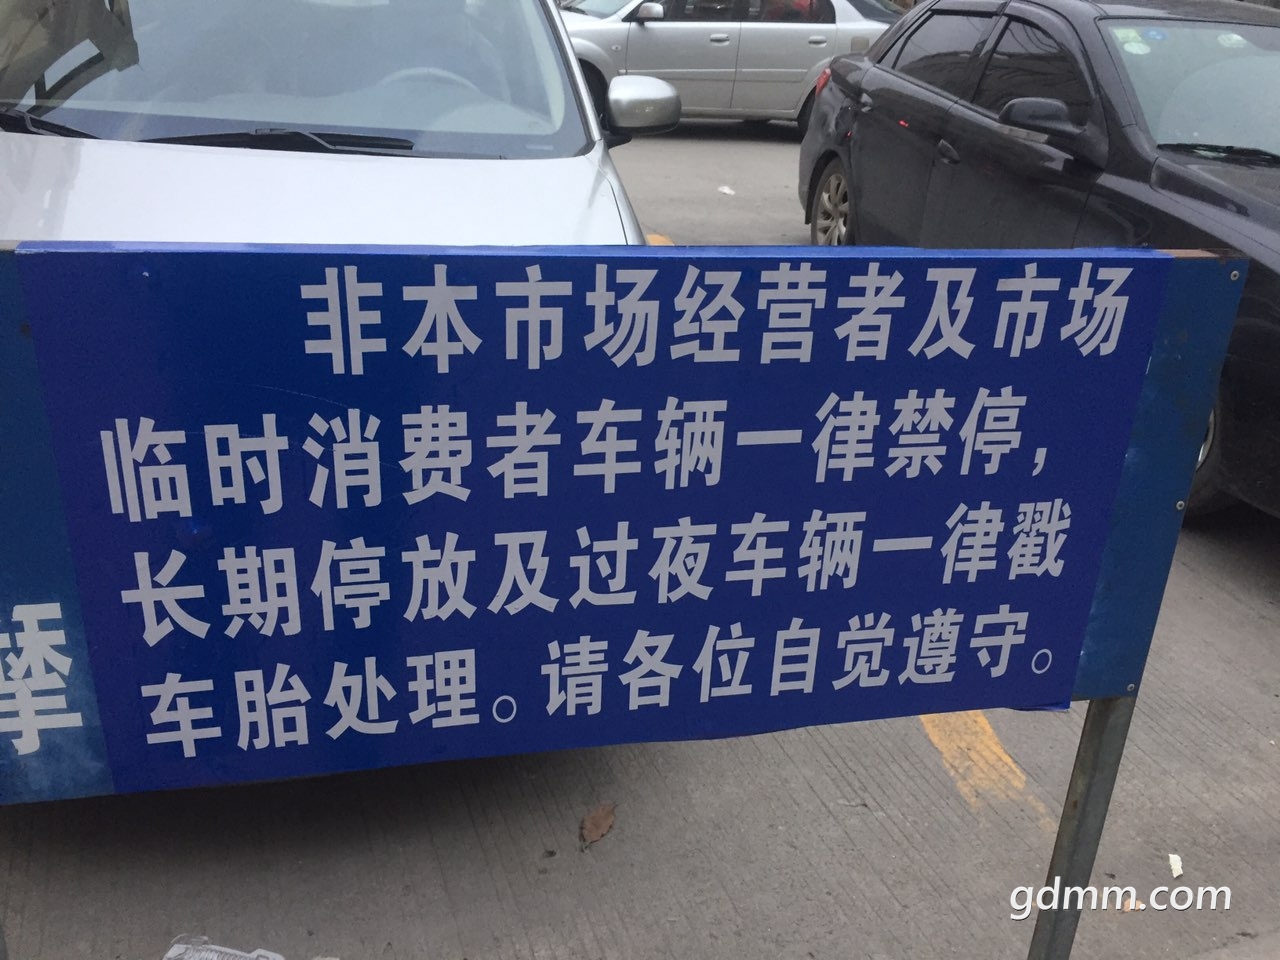 非本市场经营者及市场
临时消费者车辆一律禁停,
长期停放及过夜车辆一律戳
车胎处理。请各位自觉遵守。
摩
gdmm.com